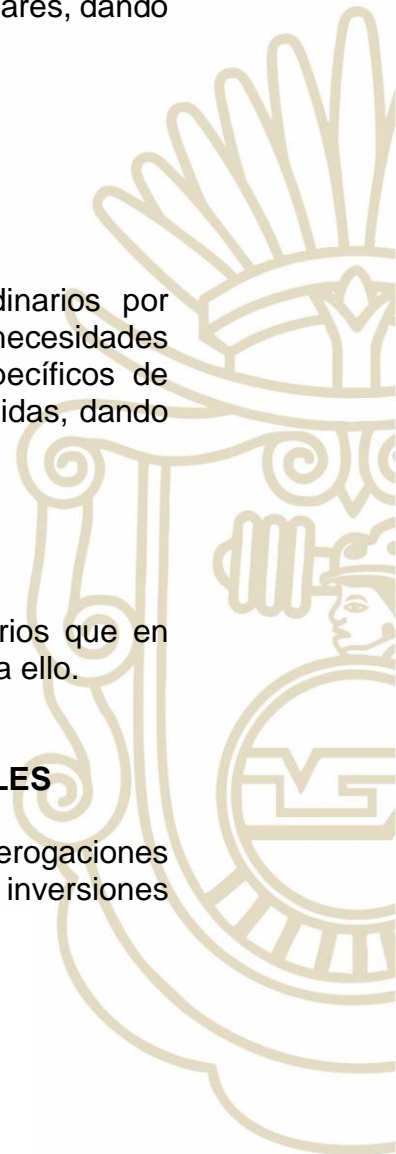 ares, dando
dinarios por
necesidades
pecíficos de
idas, dando
rios que en
a ello.
LES
erogaciones
inversiones